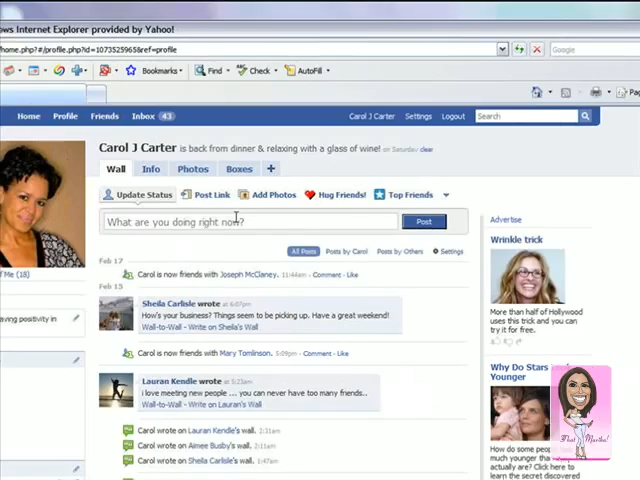 ows Internet Explorer provided by Yahoo!
/home.php?#/profile.php?id=1073525965&ref=profile
Google
Bookmarks
Find
Check
AutoFill
Pag
Home Profile Friends Inbox 43 Carol J Carter Settings Logout Search
Carol J Carter is back from dinner & relaxing with a glass of wine! on Saturday clear
Wall Info Photos Boxes +
Update Status Post Link Add Photos Hug Friends! Top Friends
What are you doing right now? Post
All Posts Posts by Carol Posts by Others Settings
Feb 17
Carol is now friends with Joseph McClaney. 11:44am - Comment - Like
Feb 15
Sheila Carlisle wrote at 6:07pm
How's your business? Things seem to be picking up. Have a great weekend!
Wall-to-Wall - Write on Sheila's Wall
Carol is now friends with Mary Tomlinson. 5:09pm - Comment - Like
Lauran Kendle wrote at 5:23am
i love meeting new people ... you can never have too many friends..
Wall-to-Wall - Write on Lauran's Wall
Carol wrote on Lauran Kendle's wall. 2:31am
Carol wrote on Aimee Busby's wall. 2:11am
Carol wrote on Sheila Carlisle's wall. 1:47am
f Me (18)
aving positivity in
Advertise
Wrinkle trick
More than half of Hollywood
uses this trick and you can
try it for free.
Why Do Stars
Younger
How do some
much younger than
actually are? Click here to
learn the secret discovered
That Martha!